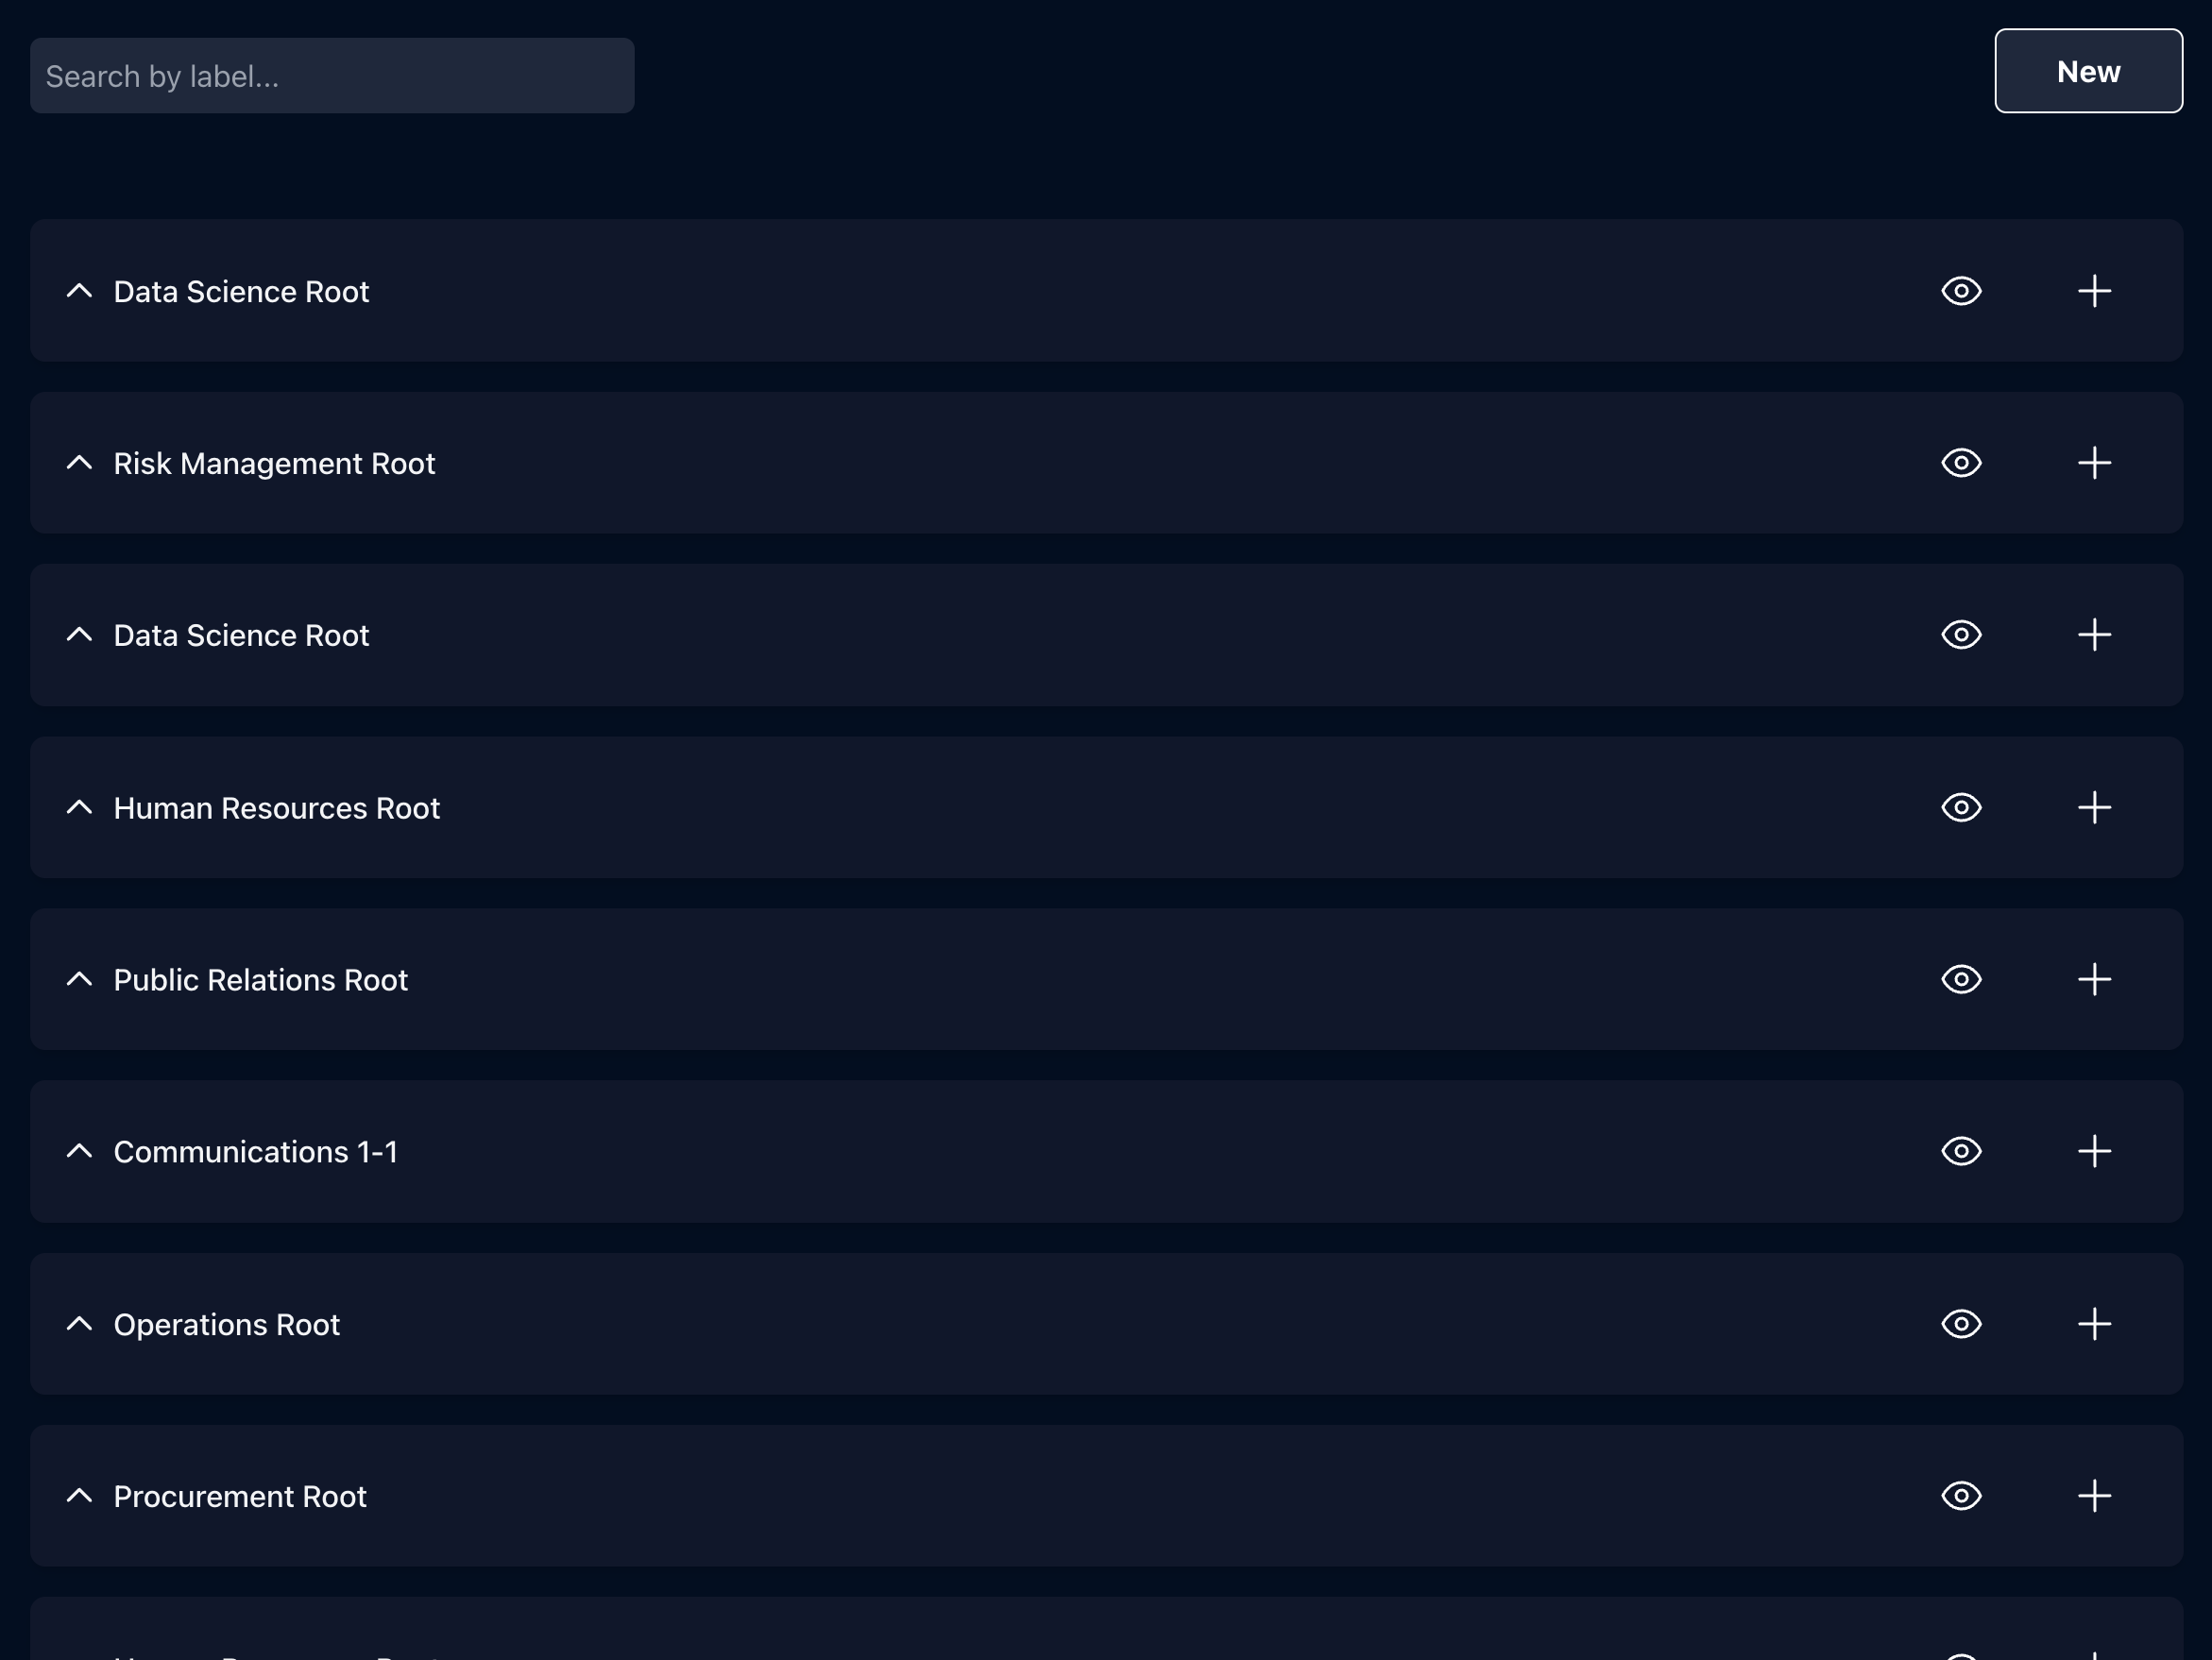 Search by label...
New
Data Science Root
Risk Management Root
Data Science Root
Human Resources Root
Public Relations Root
Communications 1-1
Operations Root
Procurement Root